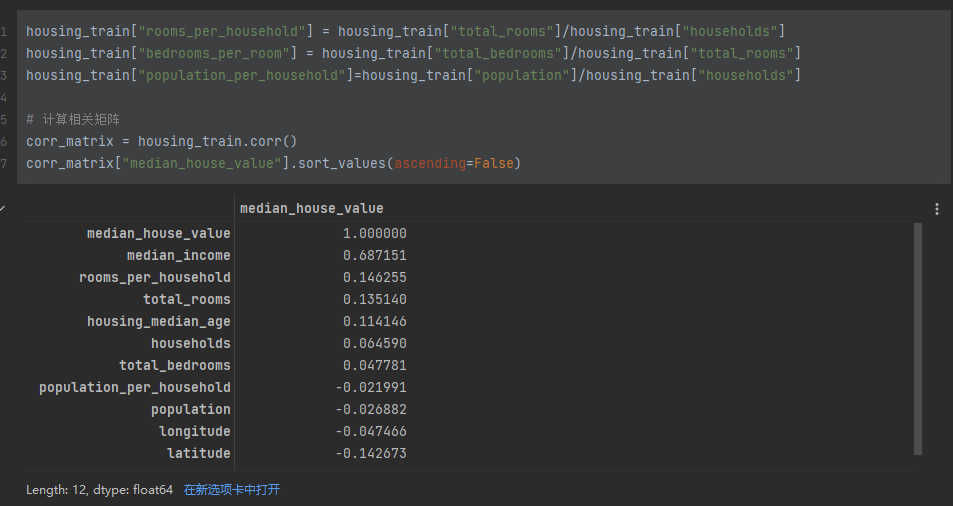 1 housing_train["rooms_per_household"] = housing_train["total_rooms"]/housing_train["households"]
2 housing_train["bedrooms_per_room"] = housing_train["total_bedrooms"]/housing_train["total_rooms"]
3 housing_train["population_per_household"]=housing_train["population"]/housing_train["households"]
4
5 # 计算相关矩阵
6 corr_matrix = housing_train.corr()
7 corr_matrix["median_house_value"].sort_values(ascending=False)
median_house_value
median_house_value 1.000000
median_income 0.687151
rooms_per_household 0.146255
total_rooms 0.135140
housing_median_age 0.114146
households 0.064590
total_bedrooms 0.047781
population_per_household -0.021991
population -0.026882
longitude -0.047466
latitude -0.142673
Length: 12, dtype: float64 在新选项卡中打开